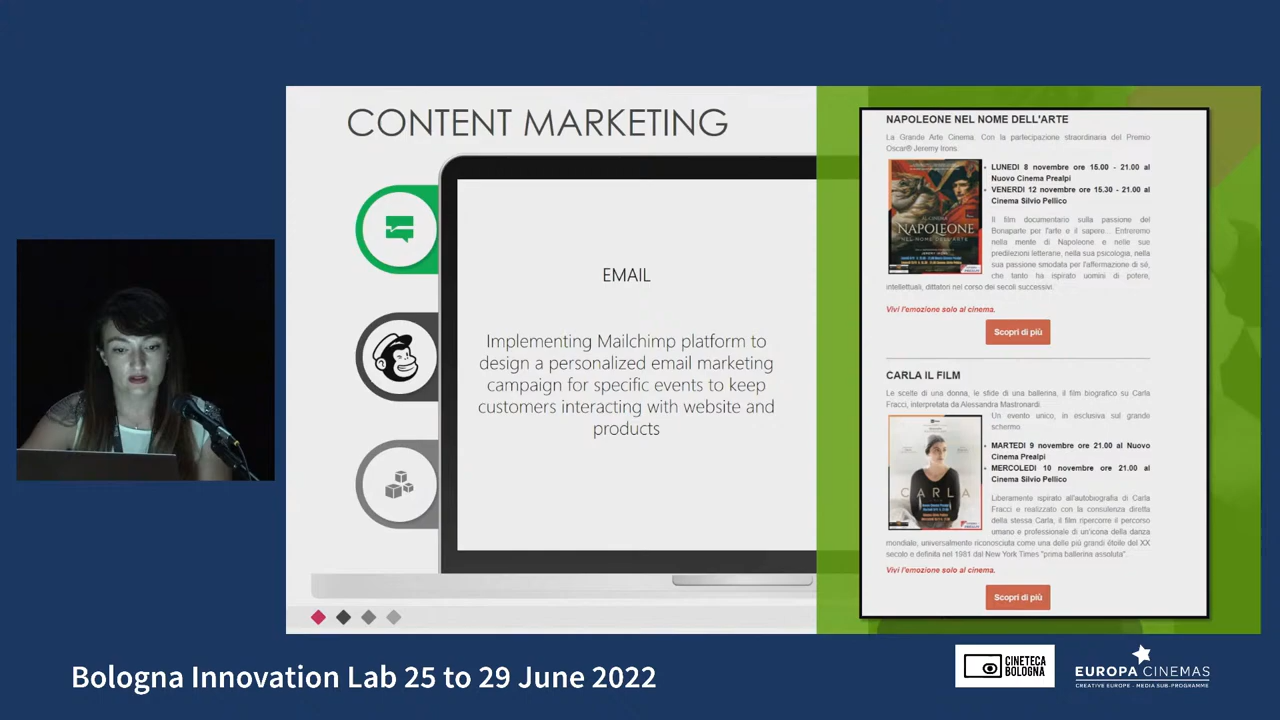 CONTENT MARKETING
EMAIL
Implementing Mailchimp platform to
design a personalized email marketing
campaign for specific events to keep
customers interacting with website and
products
NAPOLEONE NEL NOME DELL'ARTE
La Grande Arte Cinema. Con la partecipazione straordinaria del Premio
Oscar® Jeremy Irons.
NAPOLEONE
NEL NOME DELL'ARTE
• LUNEDI 8 novembre ore 15.00 - 21.00 al
Nuovo Cinema Prealpi
• VENERDI 12 novembre ore 15.30 - 21.00 al
Cinema Silvio Pellico
Il film documentario sulla passione del
Bonaparte per l'arte e il sapere... Entreremo
nella mente di Napoleone e nelle sue
predilezioni letterarie, nella sua psicologia, nella
sua passione smodata per l'affermazione di sé,
che tanto ha ispirato uomini di potere,
intellettuali, dittatori nel corso dei secoli successivi.
Vivi l'emozione solo al cinema.
Scopri di più
CARLA IL FILM
Le scelte di una donna, le sfide di una ballerina, il film biografico su Carla
Fracci, interpretata da Alessandra Mastronardi.
Un evento unico, in esclusiva sul grande
schermo.
CARLA
• MARTEDI 9 novembre ore 21.00 al Nuovo
Cinema Prealpi
• MERCOLEDI 10 novembre ore 21.00 al
Cinema Silvio Pellico
Liberamente ispirato all'autobiografia di Carla
Fracci e realizzato con la consulenza diretta
della stessa Carla, il film ripercorre il percorso
umano e professionale di un'icona della danza
mondiale, universalmente riconosciuta come una delle più grandi étoile del XX
secolo e definita nel 1981 dal New York Times "prima ballerina assoluta".
Vivi l'emozione solo al cinema.
Scopri di più
Bologna Innovation Lab 25 to 29 June 2022
CINETECA
BOLOGNA
EUROPA CINEMAS
CREATIVE EUROPE - MEDIA SUB-PROGRAMME